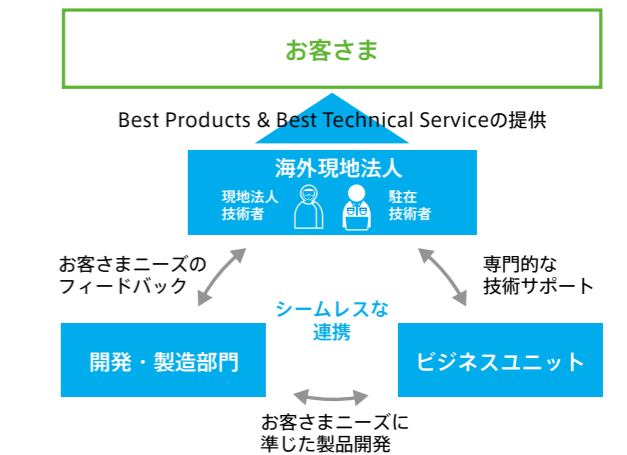 お客さま
Best Products & Best Technical Serviceの提供
海外現地法人
現地法人
技術者
駐在
技術者
お客さまニーズの
フィードバック
専門的な
技術サポート
シームレスな
連携
開発・製造部門
ビジネスユニット
お客さまニーズに
準じた製品開発